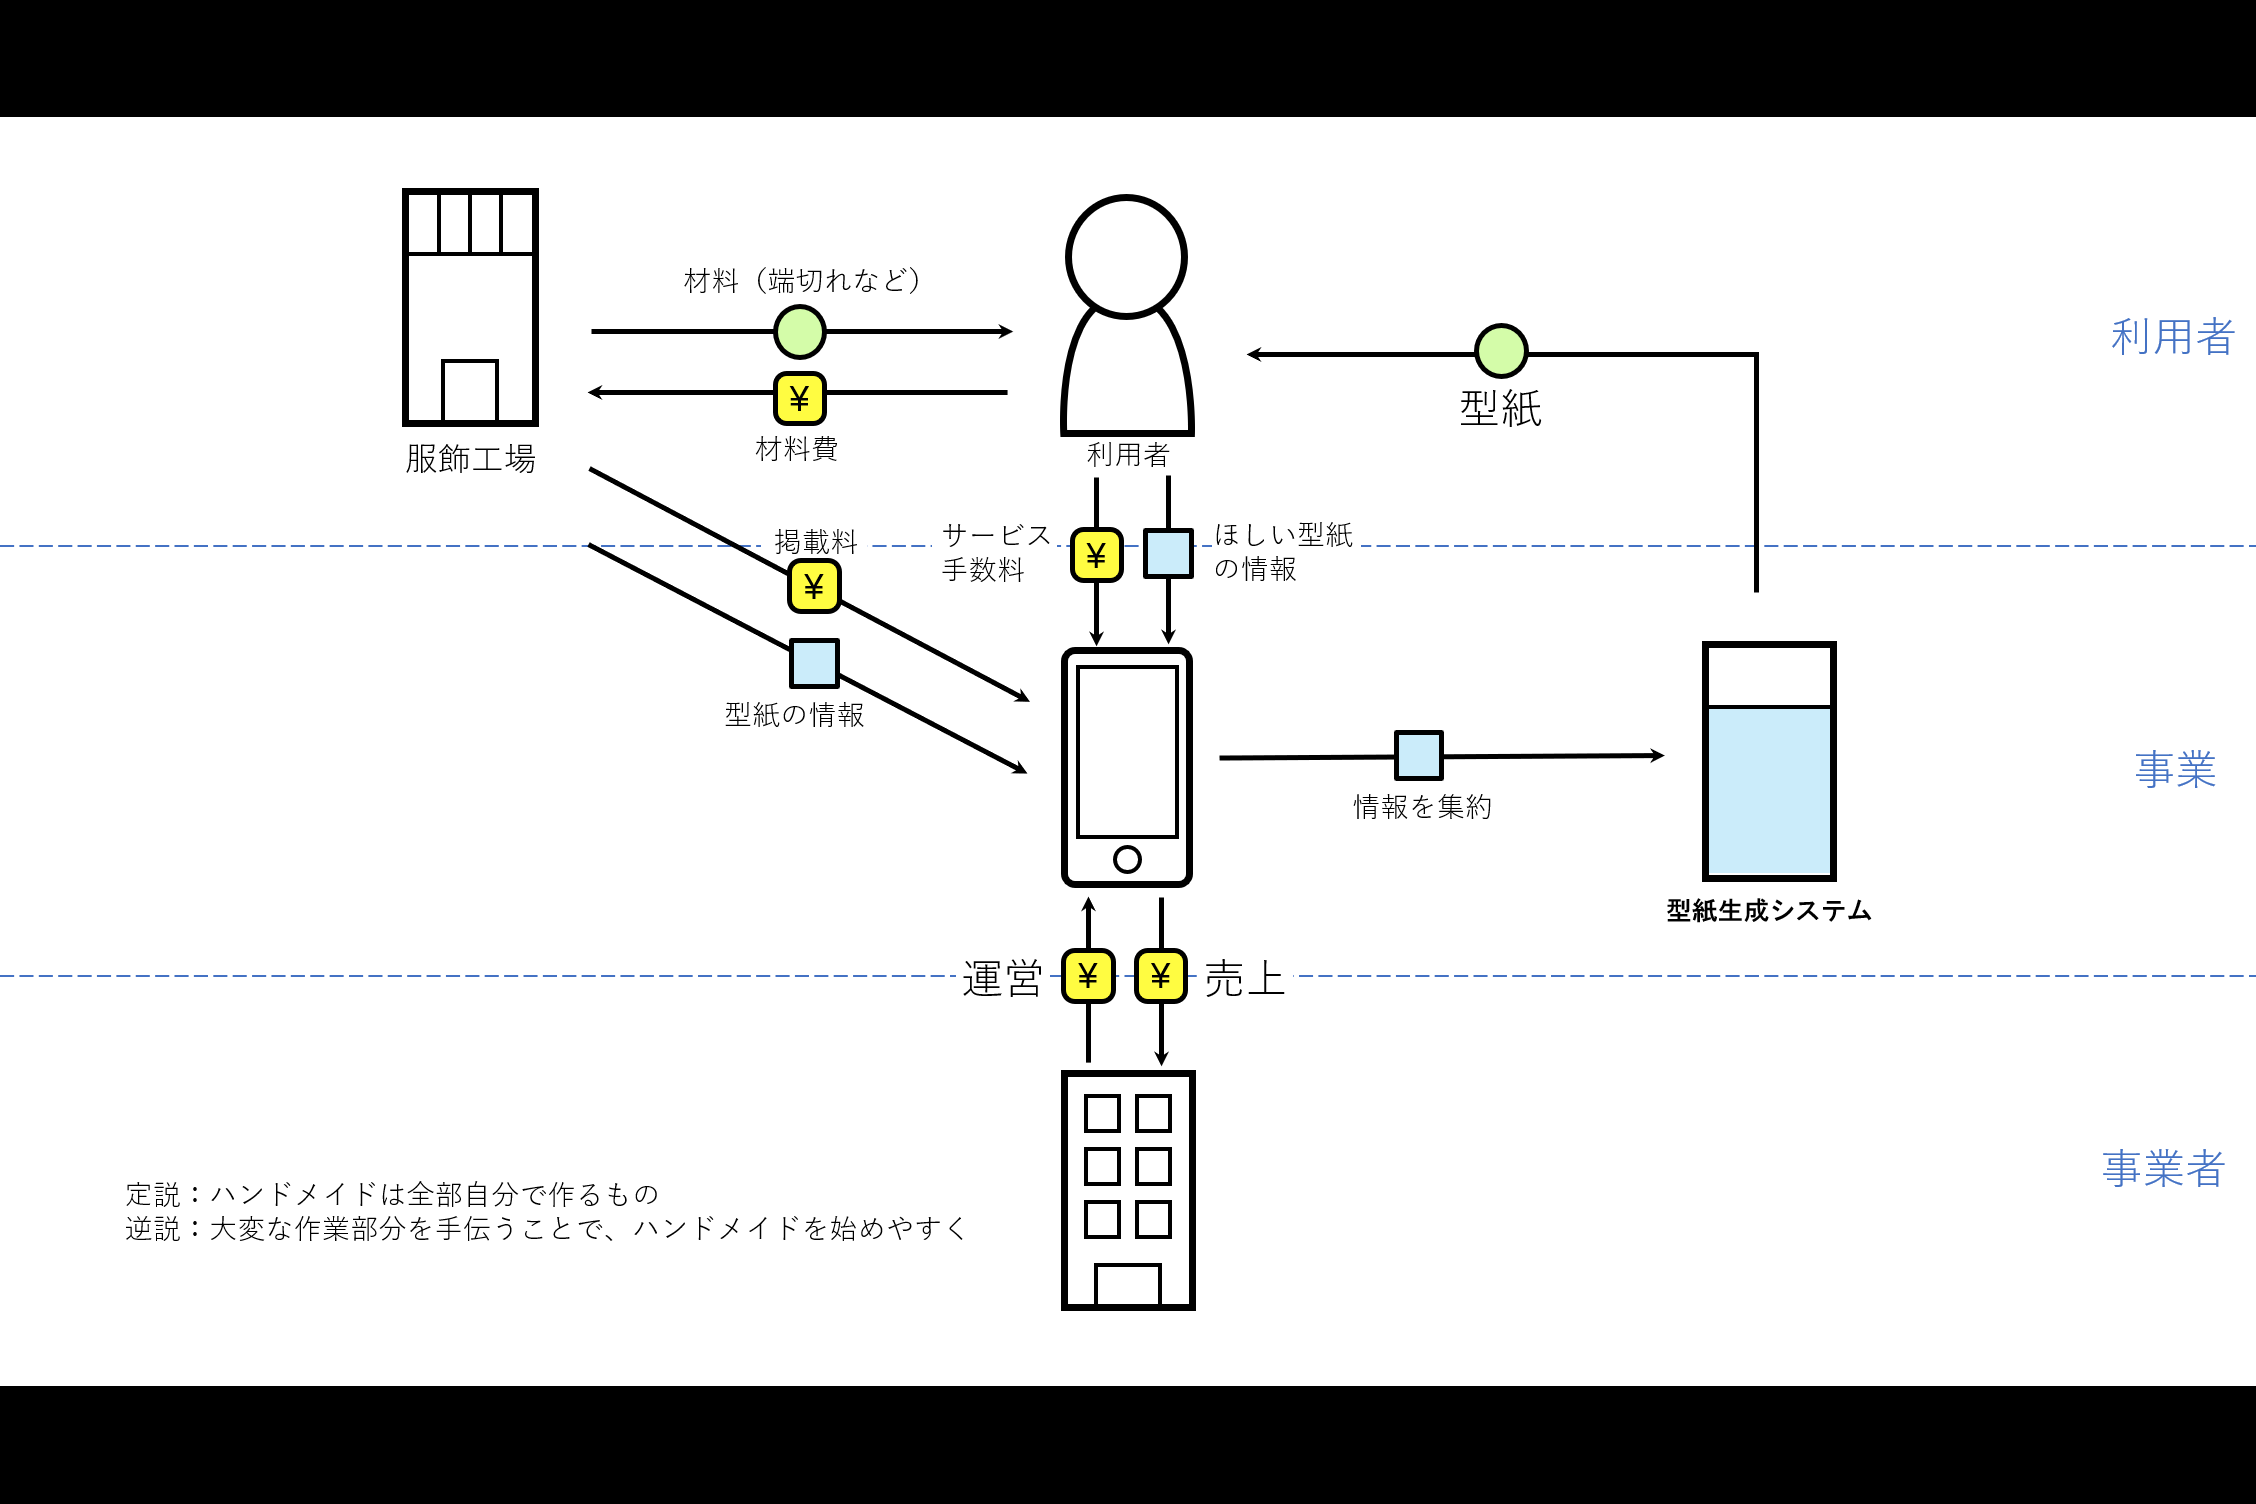 材料（端切れなど）
¥
材料費
服飾工場
利用者
型紙
利用者
掲載料
¥
サービス
手数料
¥
ほしい型紙
の情報
型紙の情報
情報を集約
事業
型紙生成システム
運営
¥
¥
売上
事業者
定説：ハンドメイドは全部自分で作るもの
逆説：大変な作業部分を手伝うことで、ハンドメイドを始めやすく